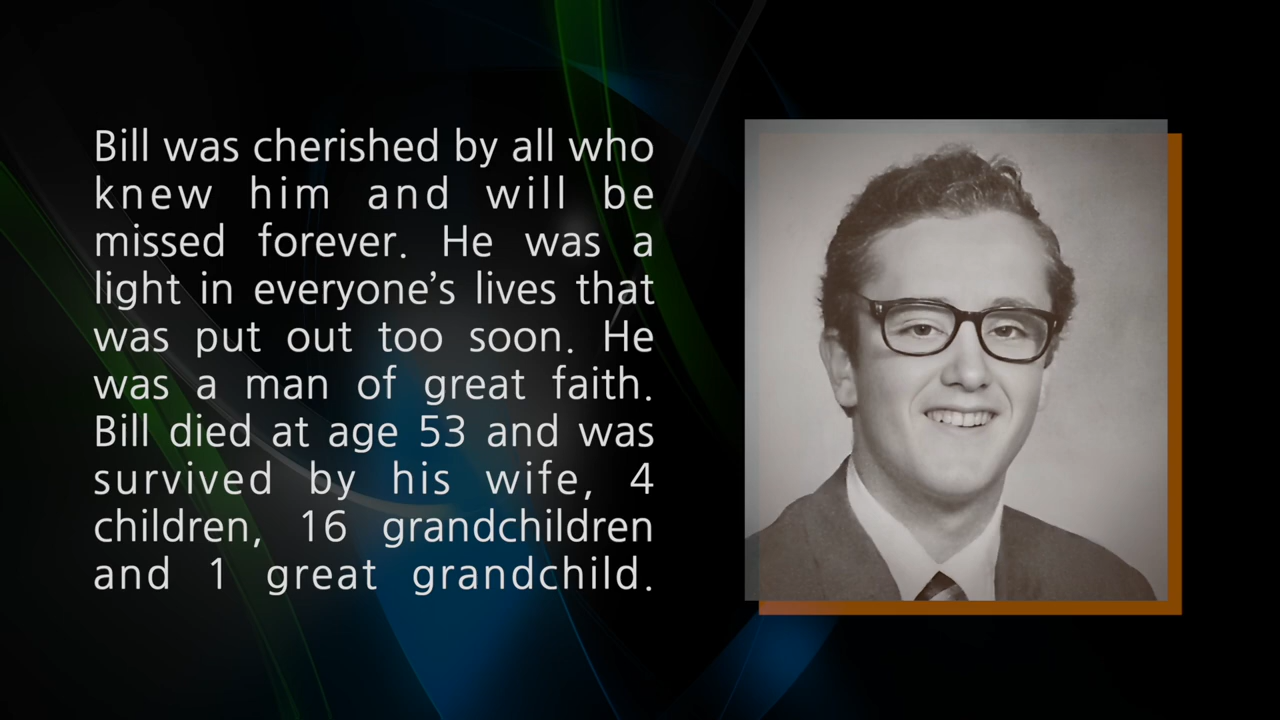 Bill was cherished by all who
knew him and will be
missed forever. He was a
light in everyone’s lives that
was put out too soon. He
was a man of great faith.
Bill died at age 53 and was
survived by his wife, 4
children, 16 grandchildren
and 1 great grandchild.